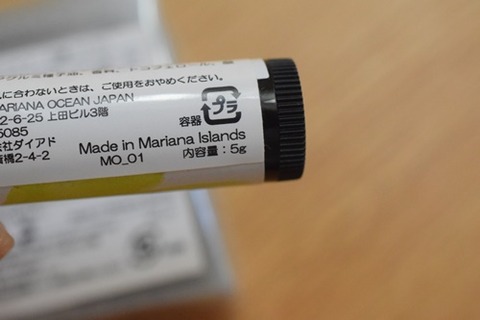 に合わないときは、ご使用をおやめください。
ARIANA OCEAN JAPAN
2-6-25 上田ビル3階
5085
会社ダイアド
橋2-4-2
プラ
容器
Made in Mariana Islands
MO_01
内容量：5g